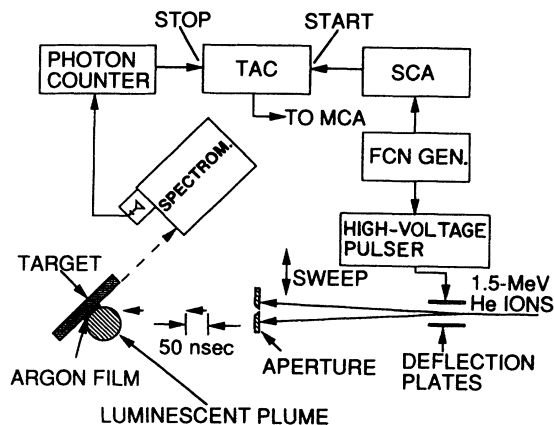 STOP
START
PHOTON
COUNTER
TAC
SCA
TO MCA
FCN GEN.
SPECTROM.
HIGH-VOLTAGE
PULSER
TARGET
SWEEP
1.5-MeV
He IONS
50 nsec
APERTURE
DEFLECTION
PLATES
ARGON FILM
LUMINESCENT PLUME